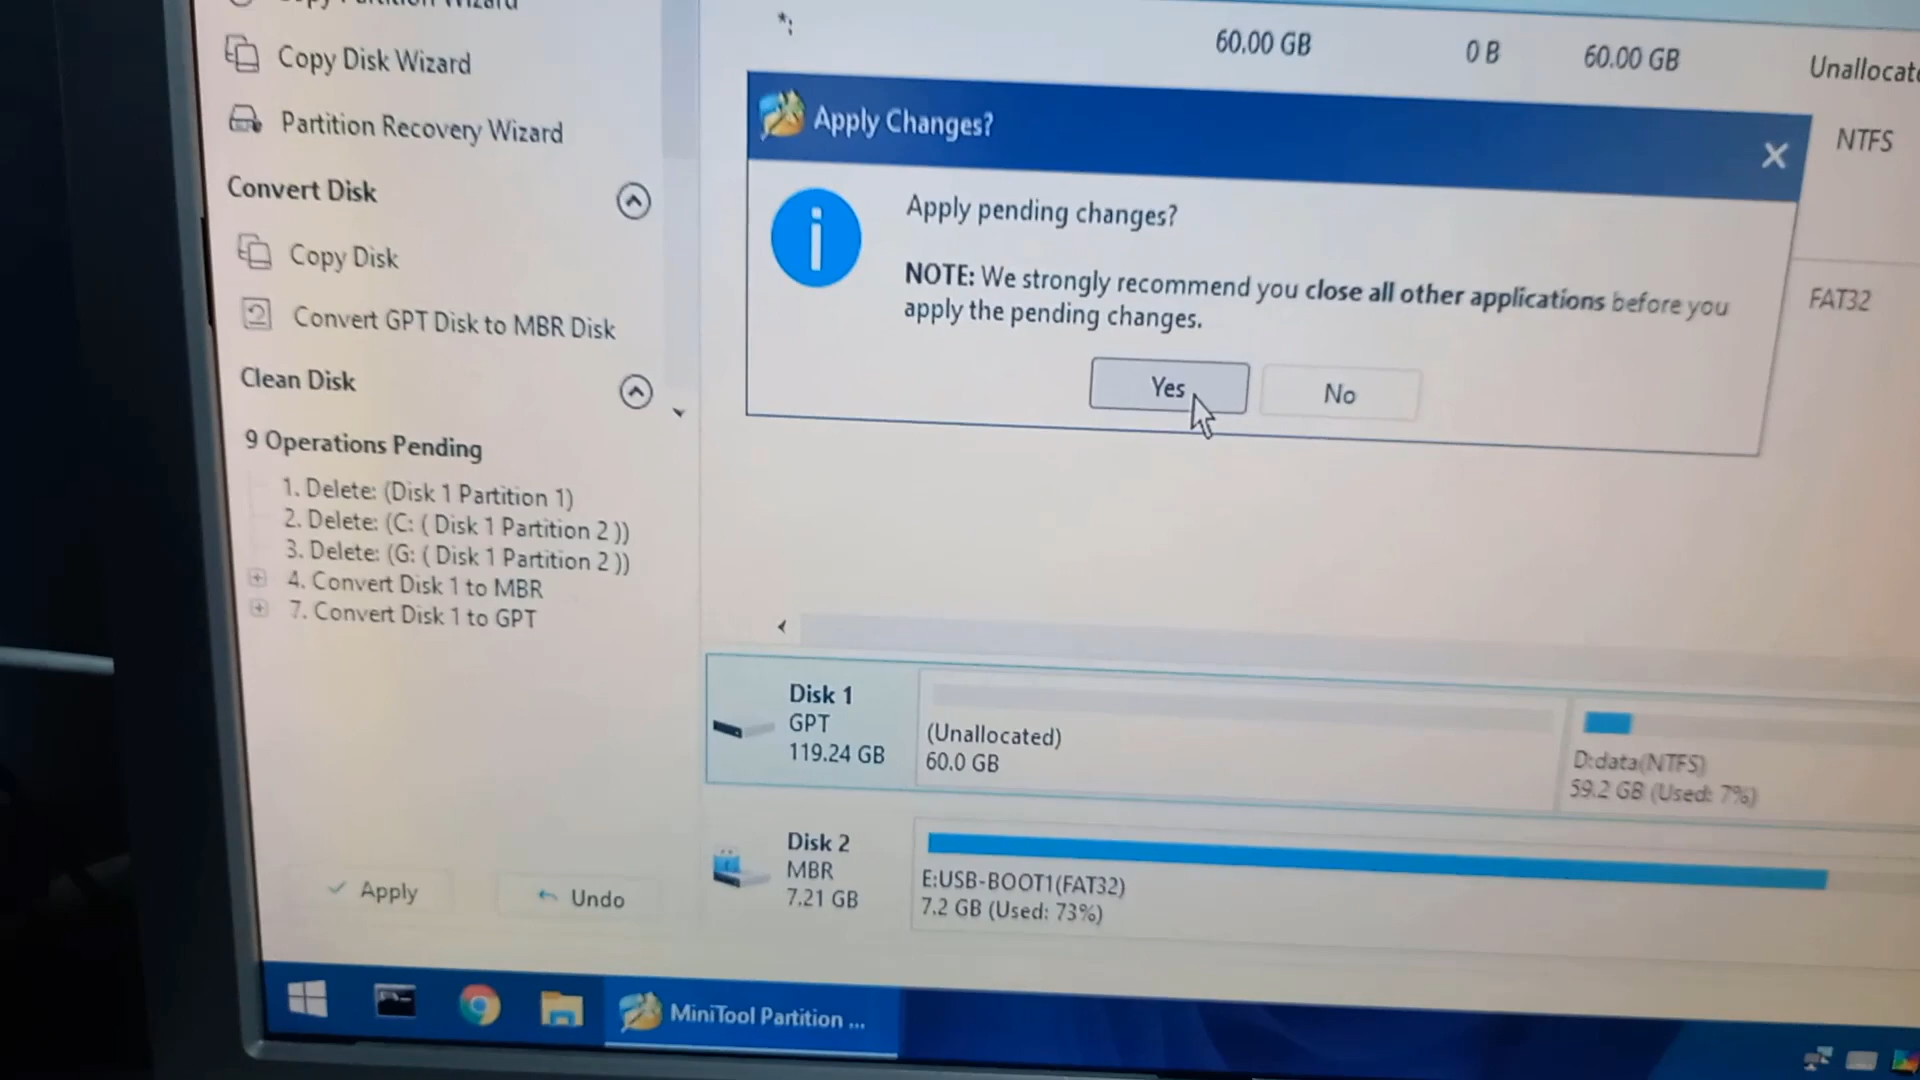 Copy Partition Wizard
Copy Disk Wizard
Partition Recovery Wizard
Convert Disk
Copy Disk
Convert GPT Disk to MBR Disk
Clean Disk
9 Operations Pending
1. Delete: (Disk 1 Partition 1)
2. Delete: (C: ( Disk 1 Partition 2 ))
3. Delete: (G: ( Disk 1 Partition 2 ))
4. Convert Disk 1 to MBR
7. Convert Disk 1 to GPT
Apply
Undo
*:
60.00 GB
0 B
60.00 GB
Unallocate
NTFS
FAT32
Apply Changes?
Apply pending changes?
NOTE: We strongly recommend you close all other applications before you
apply the pending changes.
Yes
No
Disk 1
GPT
119.24 GB
(Unallocated)
60.0 GB
D:data(NTFS)
59.2 GB (Used: 7%)
Disk 2
MBR
7.21 GB
E:USB-BOOT1(FAT32)
7.2 GB (Used: 73%)
MiniTool Partition ...